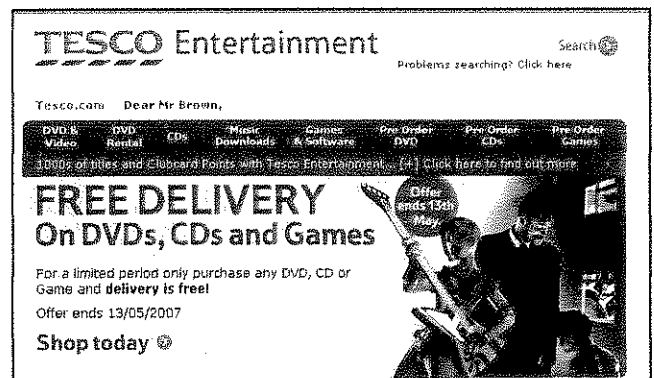 TESCO Entertainment
Search
Problems searching? Click here
Tesco.com Dear Mr Brown,
DVD & Video DVD Rental CDs Music Downloads Games & Software Pre Order DVD Pre Order CDs Pre Order Games
1000s of titles and Clubcard Points with Tesco Entertainment... [+] Click here to find out more
FREE DELIVERY
On DVDs, CDs and Games
Offer ends 13th May
For a limited period only purchase any DVD, CD or
Game and delivery is free!
Offer ends 13/05/2007
Shop today